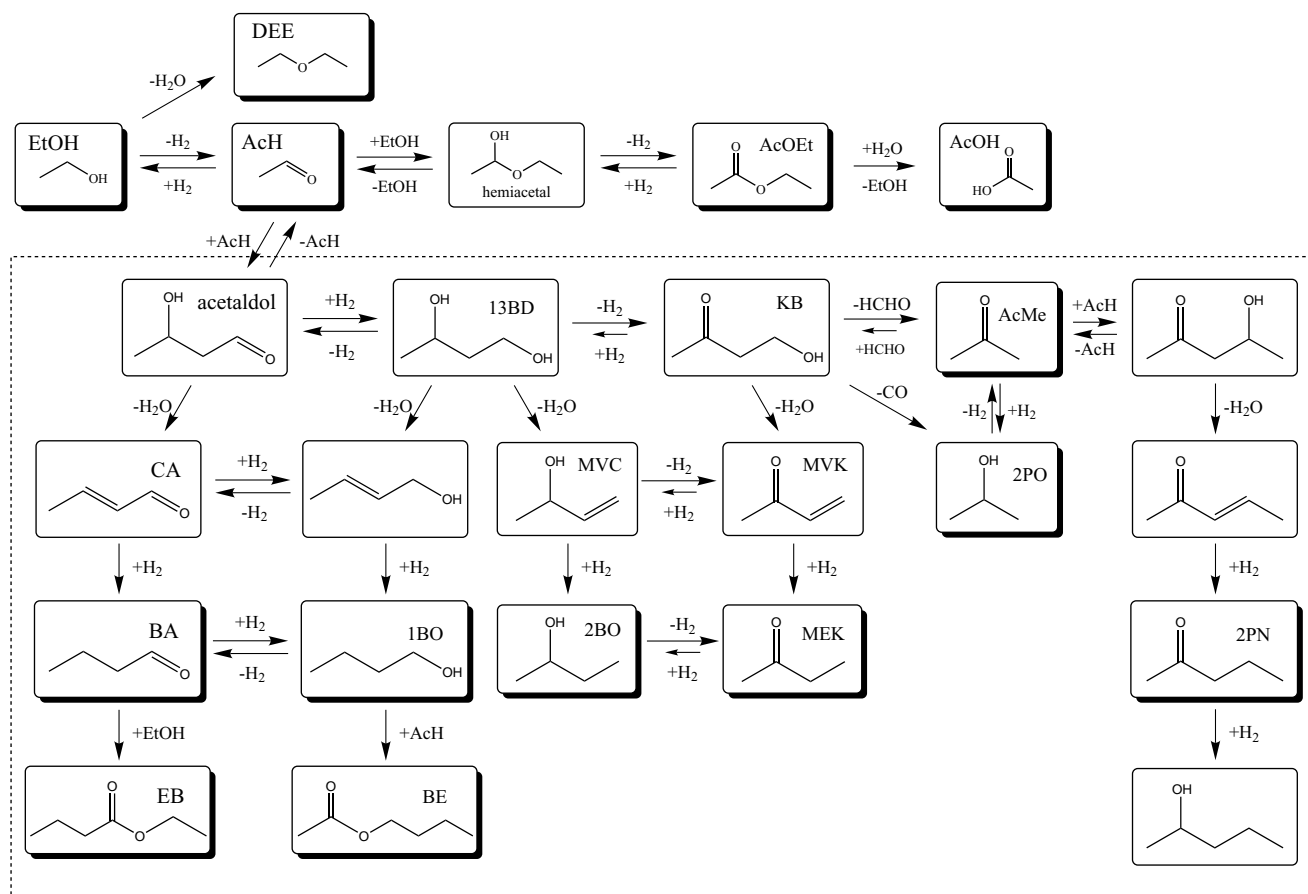 DEE
O
-H₂O
EtOH
OH
-H₂
+H₂
AcH
O
+EtOH
-EtOH
OH
O
hemiacetal
-H₂
+H₂
AcOEt
O
O
+H₂O
-EtOH
AcOH
O
HO
+AcH
-AcH
OH
acetaldol
O
+H₂
-H₂
OH
13BD
OH
-H₂
+H₂
O
KB
OH
-HCHO
+HCHO
O
AcMe
+AcH
-AcH
O
OH
-H₂O
-H₂O
-H₂O
-H₂O
-CO
-H₂
+H₂
-H₂O
CA
O
+H₂
-H₂
OH
OH
MVC
-H₂
+H₂
O
MVK
OH
2PO
O
+H₂
+H₂
+H₂
+H₂
+H₂
BA
O
+H₂
-H₂
1BO
OH
OH
2BO
-H₂
+H₂
O
MEK
O
2PN
+EtOH
+AcH
+H₂
O
EB
O
O
BE
O
OH